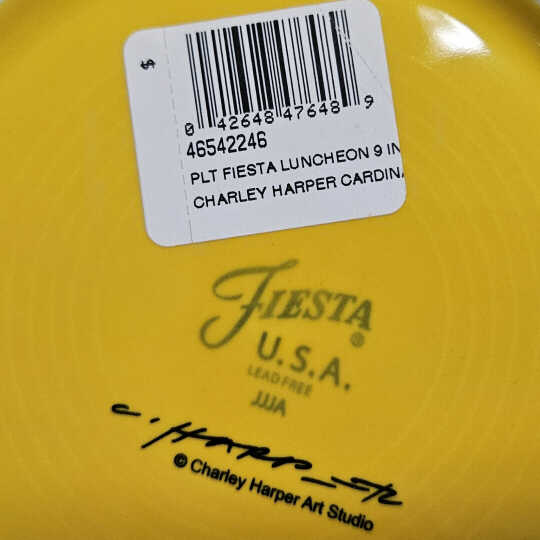 $
0 42648 47648 9
46542246
PLT FIESTA LUNCHEON 9 IN
CHARLEY HARPER CARDINA
FIESTA®
U.S.A.
LEAD FREE
JJJA
C. HARPER
© Charley Harper Art Studio